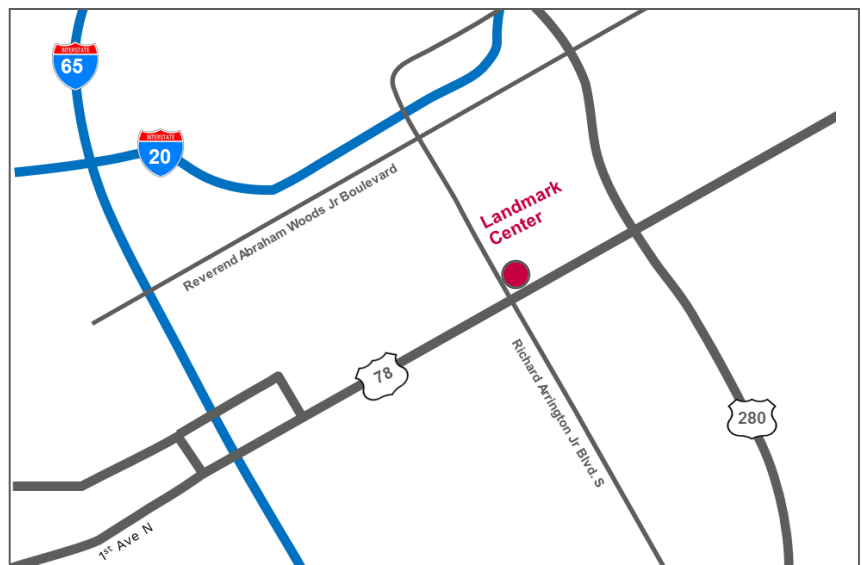 INTERSTATE
65
INTERSTATE
20
Reverend Abraham Woods Jr Boulevard
Landmark
Center
78
Richard Arrington Jr Blvd. S
280
1st Ave N